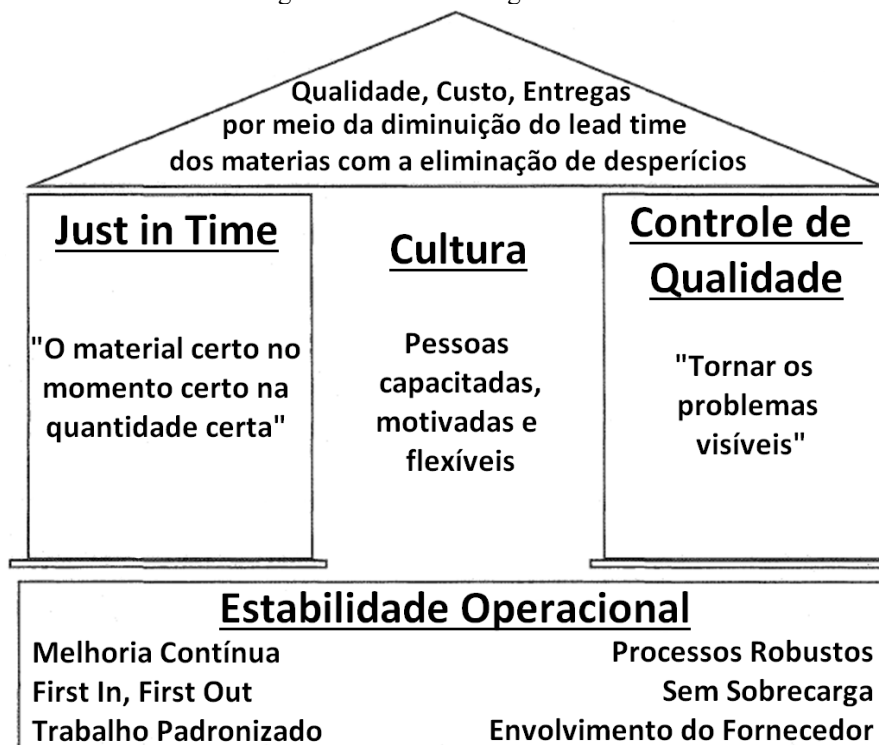 Qualidade, Custo, Entregas
por meio da diminuição do lead time
dos materias com a eliminação de desperícios
Just in Time
"O material certo no
momento certo na
quantidade certa"
Cultura
Pessoas
capacitadas,
motivadas e
flexíveis
Controle de
Qualidade
"Tornar os
problemas
visíveis"
Estabilidade Operacional
Melhoria Contínua
First In, First Out
Trabalho Padronizado
Processos Robustos
Sem Sobrecarga
Envolvimento do Fornecedor